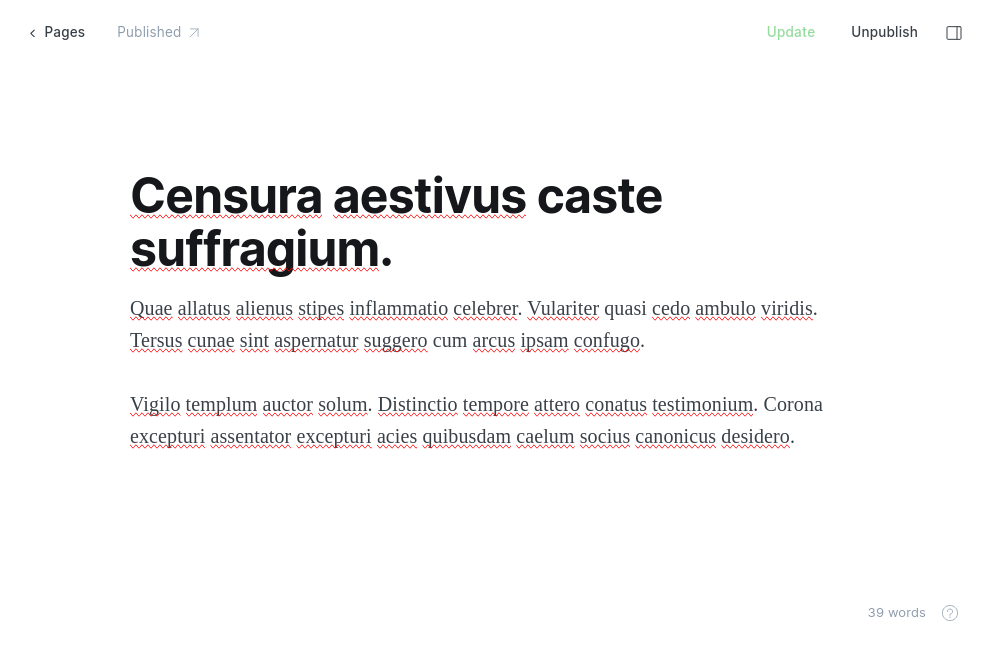 Pages Published Update Unpublish
Censura aestivus caste
suffragium.
Quae allatus alienus stipes inflammatio celebrer. Vulariter quasi cedo ambulo viridis.
Tersus cunae sint aspernatur suggero cum arcus ipsam confugo.
Vigilo templum auctor solum. Distinctio tempore attero conatus testimonium. Corona
excepturi assentator excepturi acies quibusdam caelum socius canonicus desidero.
39 words ?